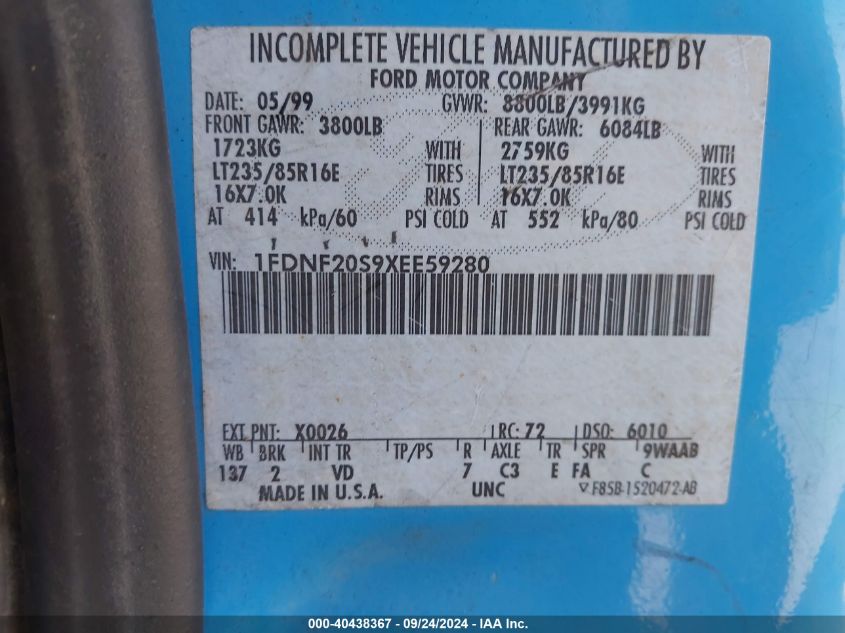 INCOMPLETE VEHICLE MANUFACTURED BY
FORD MOTOR COMPANY
DATE: 05/99 GVWR: 8800LB/3991KG
FRONT GAWR: 3800LB REAR GAWR: 6084LB
1723KG WITH 2759KG WITH
LT235/85R16E TIRES LT235/85R16E TIRES
16X7.0K RIMS 16X7.0K RIMS
AT 414 kPa/60 PSI COLD AT 552 kPa/80 PSI COLD
VIN: 1FDNF20S9XEE59280
EXT PNT: X0026 RC: 72 DSO: 6010
WB BRK INT TR TP/PS R AXLE TR SPR 9WAAB
137 2 VD 7 C3 E FA C
MADE IN U.S.A. UNC F85B-1520472-AB
000-40438367 - 09/24/2024 - IAA Inc.